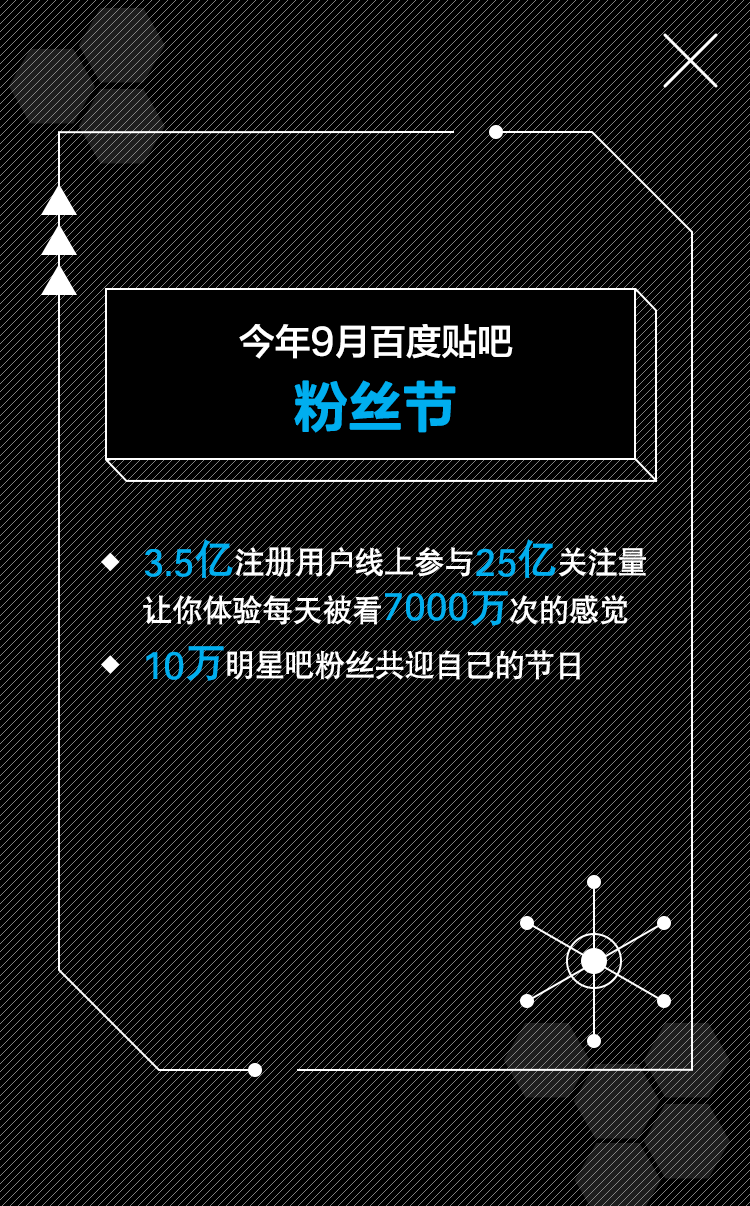 今年9月百度贴吧
粉丝节
3.5亿注册用户线上参与25亿关注量
让你体验每天被看7000万次的感觉
10万明星吧粉丝共迎自己的节日